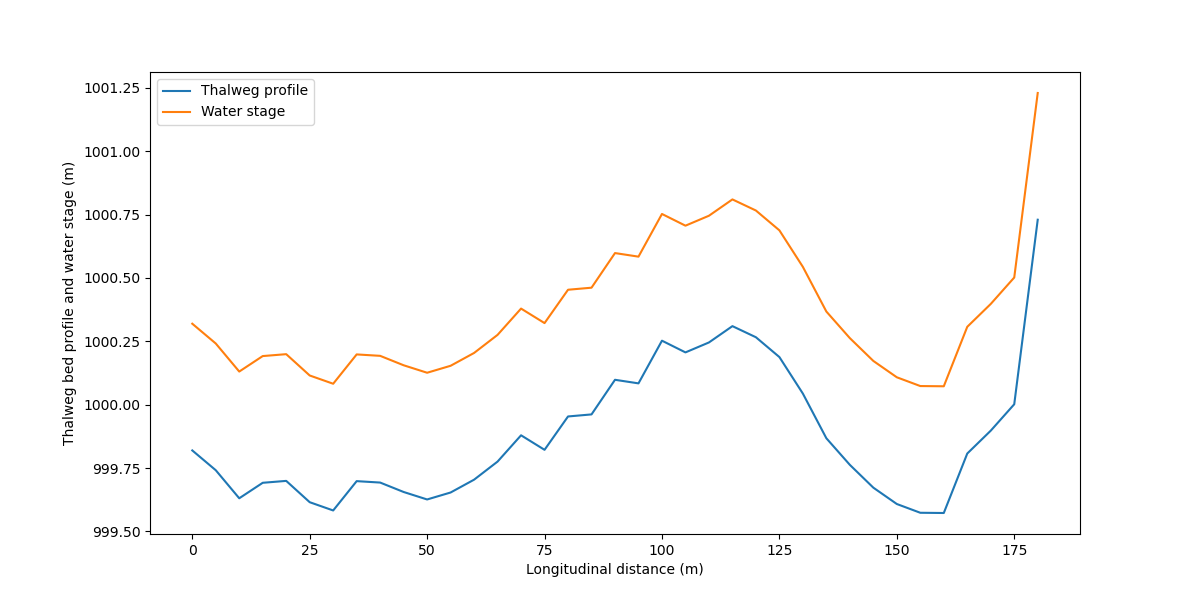 Thalweg profile
Water stage
1001.25
1001.00
1000.75
1000.50
1000.25
1000.00
999.75
999.50
Thalweg bed profile and water stage (m)
0 25 50 75 100 125 150 175
Longitudinal distance (m)